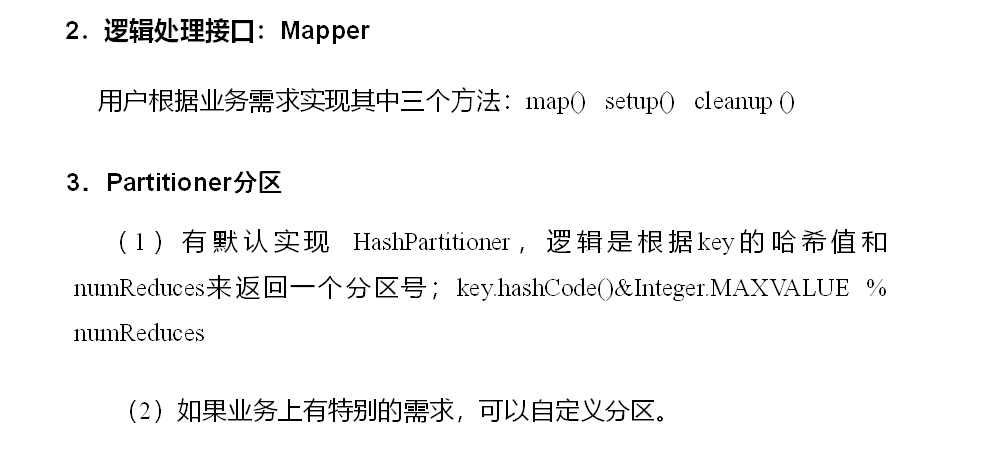 2．逻辑处理接口：Mapper
用户根据业务需求实现其中三个方法：map() setup() cleanup ()
3．Partitioner分区
（1）有默认实现 HashPartitioner，逻辑是根据key的哈希值和
numReduces来返回一个分区号；key.hashCode()&Integer.MAXVALUE %
numReduces
（2）如果业务上有特别的需求，可以自定义分区。